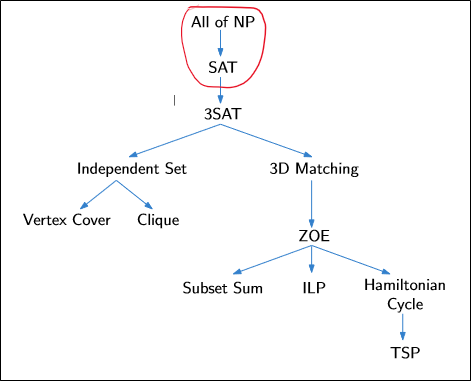 All of NP
SAT
3SAT
Independent Set
3D Matching
Vertex Cover
Clique
ZOE
Subset Sum
ILP
Hamiltonian
Cycle
TSP